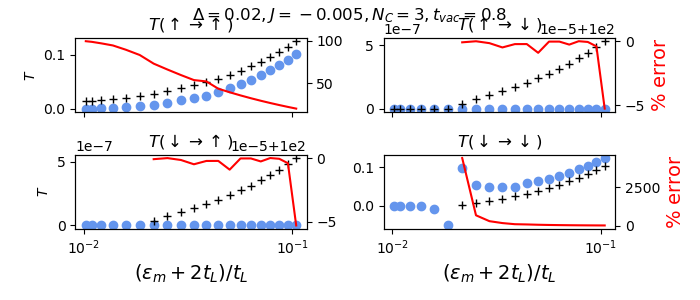 Δ = 0.02, J = −0.005, N_C = 3, t_vac = 0.8
T(↑ → ↑)
T(↑ → ↓)
1e−7
1e−5+1e2
0.1
0.0
T
100
50
5
0
0
−5
% error
T(↓ → ↑)
T(↓ → ↓)
1e−7
1e−5+1e2
5
0
T
0
−5
0.1
0.0
2500
0
% error
10⁻²
10⁻¹
10⁻²
10⁻¹
(ε_m + 2t_L)/t_L
(ε_m + 2t_L)/t_L